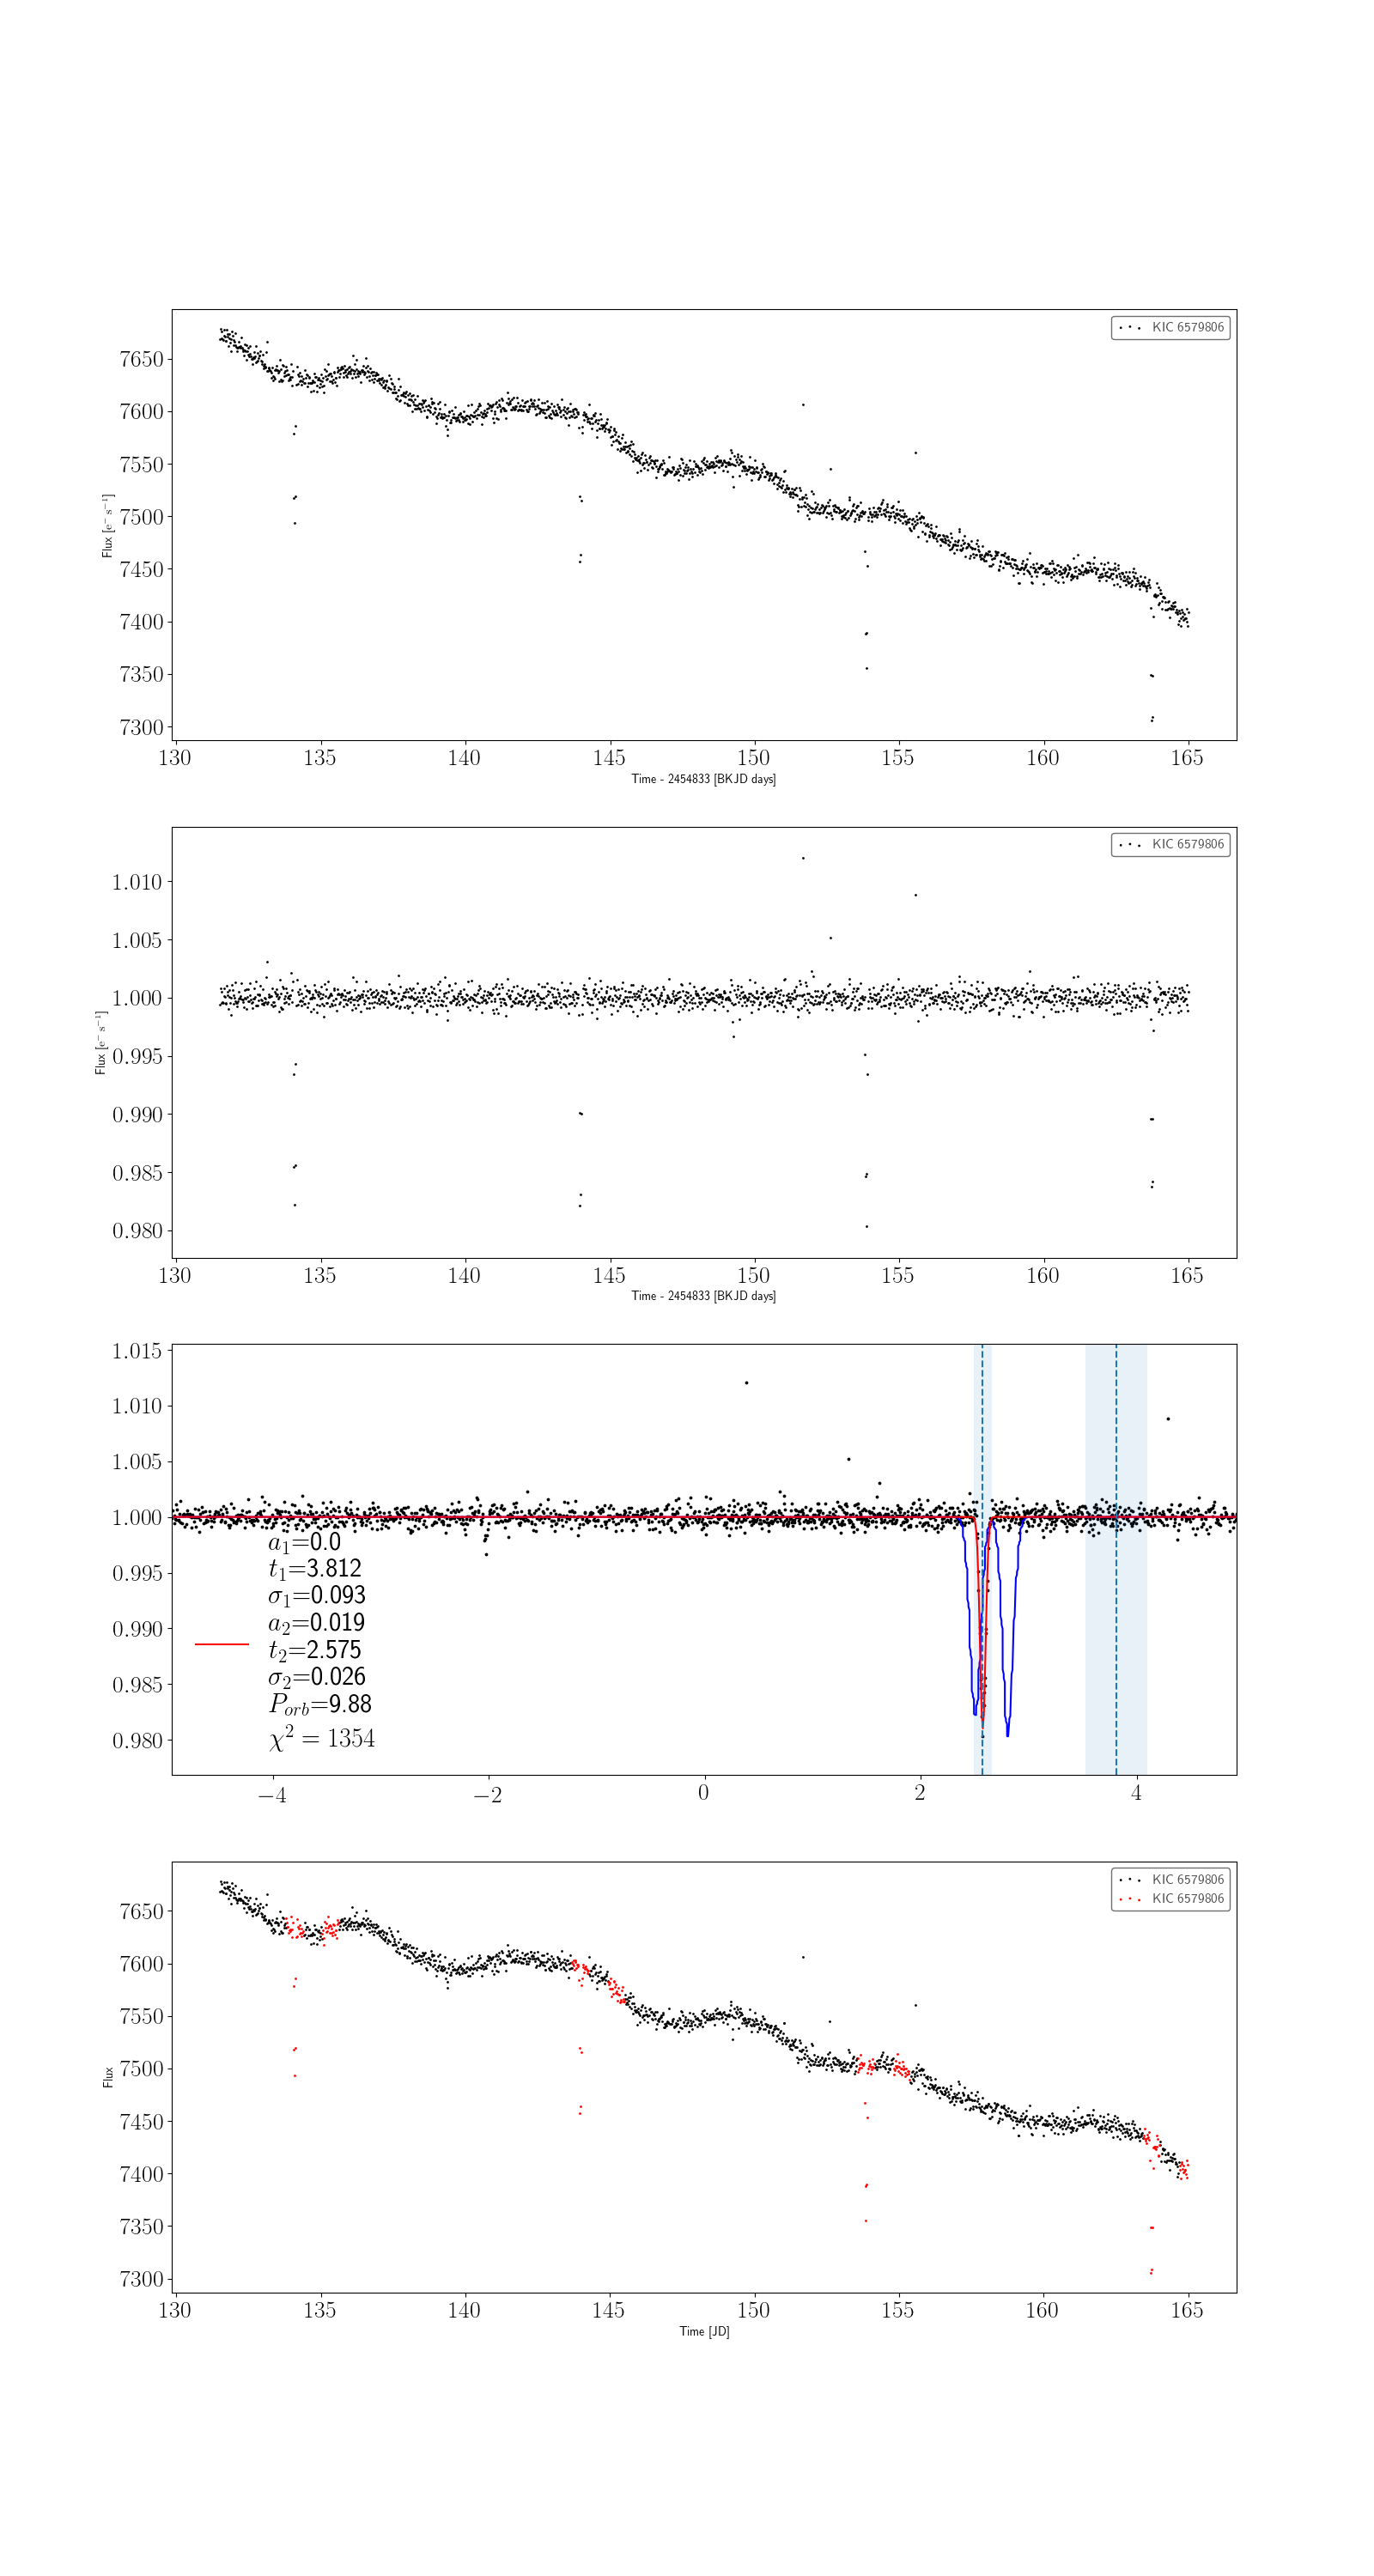 KIC 6579806
7650
7600
7550
7500
7450
7400
7350
7300
Flux [e⁻ s⁻¹]
130 135 140 145 150 155 160 165
Time - 2454833 [BKJD days]
KIC 6579806
1.010
1.005
1.000
0.995
0.990
0.985
0.980
Flux [e⁻ s⁻¹]
130 135 140 145 150 155 160 165
Time - 2454833 [BKJD days]
1.015
1.010
1.005
1.000
0.995
0.990
0.985
0.980
a₁=0.0
t₁=3.812
σ₁=0.093
a₂=0.019
t₂=2.575
σ₂=0.026
P_orb=9.88
χ² = 1354
−4 −2 0 2 4
KIC 6579806
KIC 6579806
7650
7600
7550
7500
7450
7400
7350
7300
Flux
130 135 140 145 150 155 160 165
Time [JD]